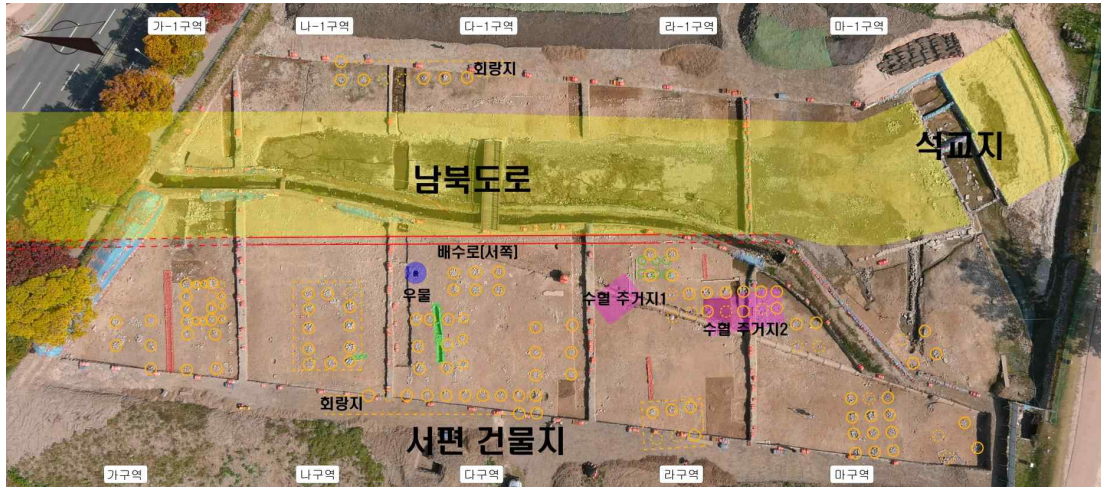 가-1구역
나-1구역
다-1구역
라-1구역
마-1구역
회랑지
석교지
남북도로
배수로(서쪽)
우물
수혈 주거지1
수혈 주거지2
회랑지
서편 건물지
가구역
나구역
다구역
라구역
마구역